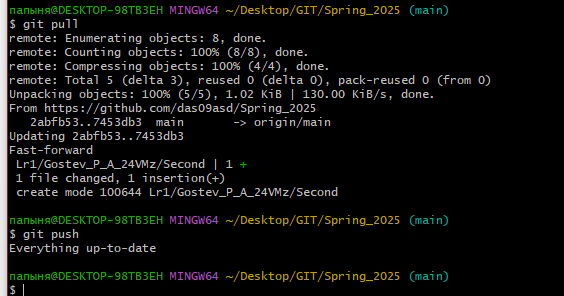 папыня@DESKTOP-98TB3EH MINGW64 ~/Desktop/GIT/Spring_2025 (main)
$ git pull
remote: Enumerating objects: 8, done.
remote: Counting objects: 100% (8/8), done.
remote: Compressing objects: 100% (4/4), done.
remote: Total 5 (delta 3), reused 0 (delta 0), pack-reused 0 (from 0)
Unpacking objects: 100% (5/5), 1.02 KiB | 130.00 KiB/s, done.
From https://github.com/das09asd/Spring_2025
   2abfb53..7453db3  main       -> origin/main
Updating 2abfb53..7453db3
Fast-forward
 Lr1/Gostev_P_A_24VMz/Second | 1 +
 1 file changed, 1 insertion(+)
 create mode 100644 Lr1/Gostev_P_A_24VMz/Second
папыня@DESKTOP-98TB3EH MINGW64 ~/Desktop/GIT/Spring_2025 (main)
$ git push
Everything up-to-date
папыня@DESKTOP-98TB3EH MINGW64 ~/Desktop/GIT/Spring_2025 (main)
$